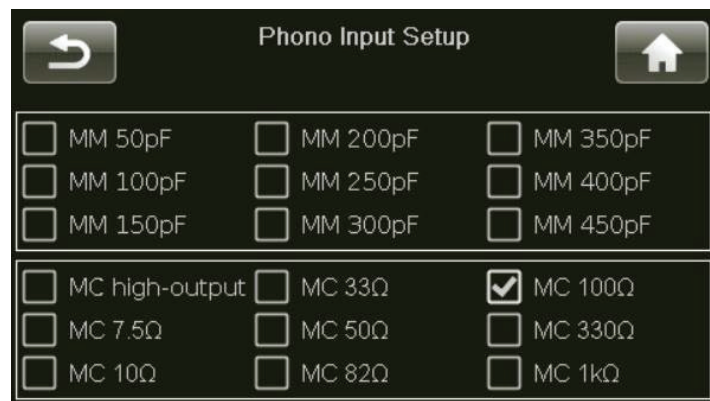 Phono Input Setup
MM 50pF MM 200pF MM 350pF
MM 100pF MM 250pF MM 400pF
MM 150pF MM 300pF MM 450pF
MC high-output MC 33Ω MC 100Ω
MC 7.5Ω MC 50Ω MC 330Ω
MC 10Ω MC 82Ω MC 1kΩ